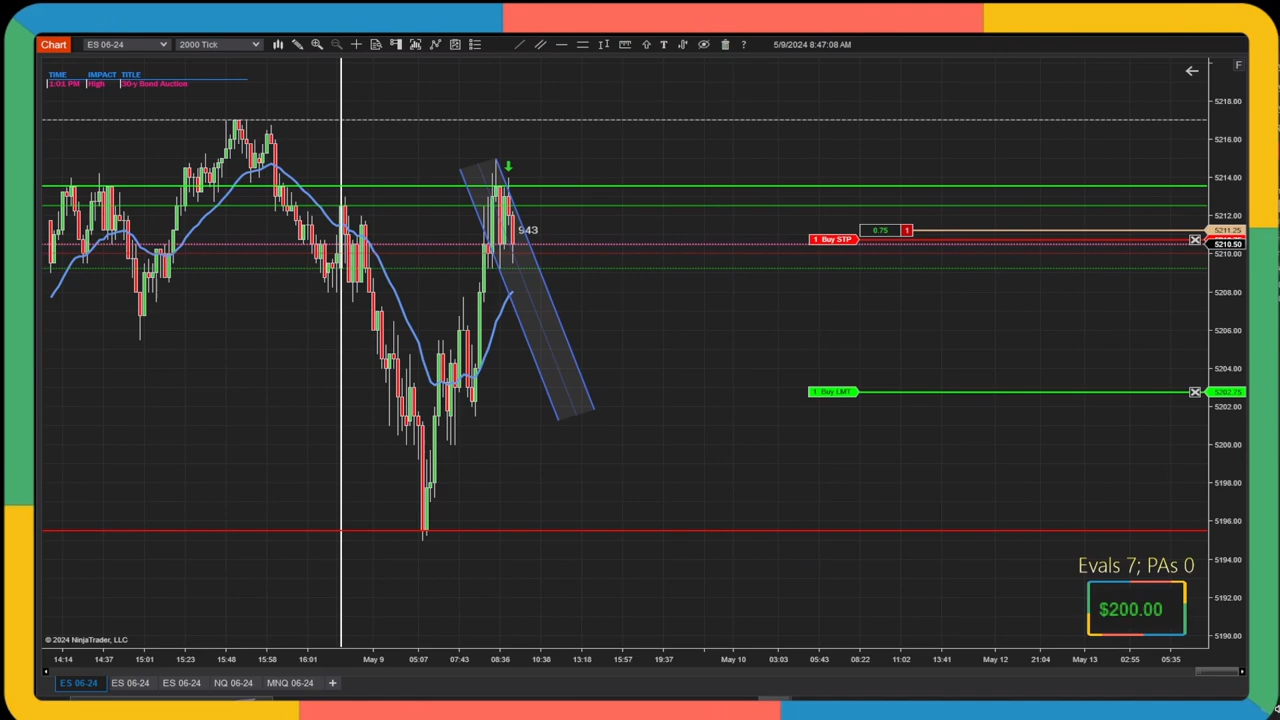 Chart ES 06-24 2000 Tick T ? 5/9/2024 8:47:08 AM
F
TIME IMPACT TITLE
1:01 PM High 30-y Bond Auction
5218.00
5216.00
5214.00
5212.00
943
0.75 1 5211.25
1 Buy STP
5210.50
5210.00
5208.00
5206.00
5204.00
1 Buy LMT 5202.75
5202.00
5200.00
5198.00
5196.00
5194.00
5192.00
5190.00
Evals 7; PAs 0
$200.00
© 2024 NinjaTrader, LLC
14:14 14:37 15:01 15:23 15:48 15:58 16:01 May 9 05:07 07:43 08:36 10:38 13:18 15:57 19:37 May 10 03:03 05:43 08:22 11:02 13:41 May 12 21:04 May 13 02:55 05:35
ES 06-24 ES 06-24 ES 06-24 NQ 06-24 MNQ 06-24 +